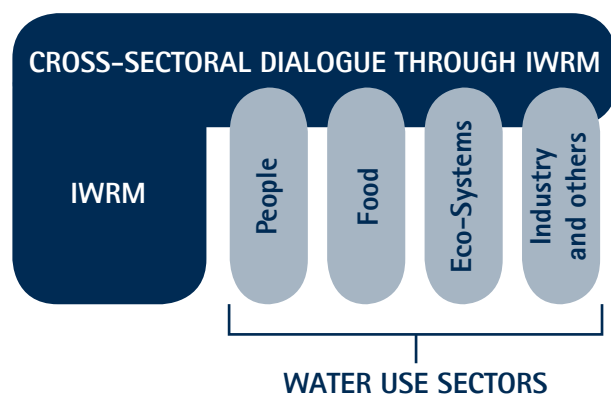 CROSS-SECTORAL DIALOGUE THROUGH IWRM
IWRM
People
Food
Eco-Systems
Industry
and others
WATER USE SECTORS